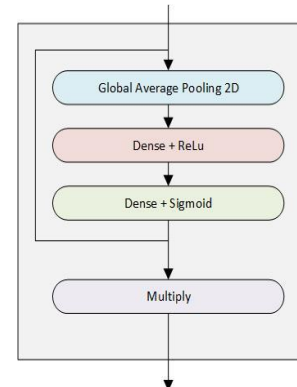 Global Average Pooling 2D
Dense + ReLu
Dense + Sigmoid
Multiply